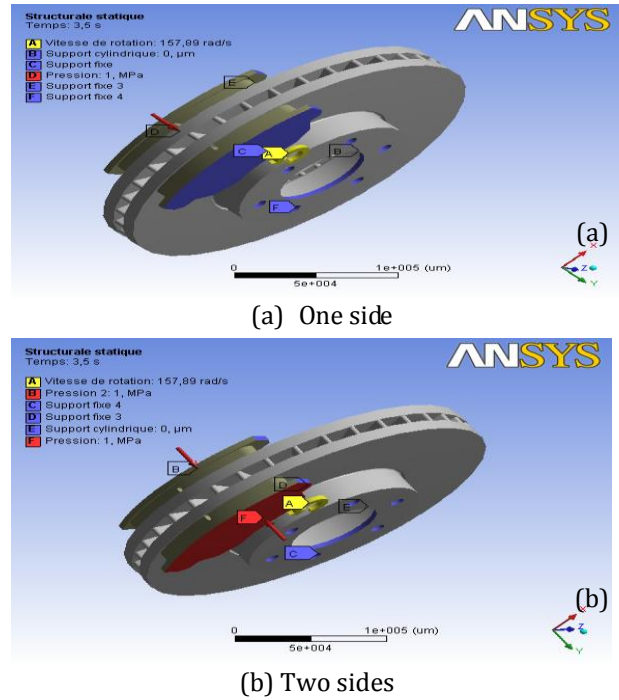 Structurale statique
Temps: 3,5 s
ANSYS
A Vitesse de rotation: 157,89 rad/s
B Support cylindrique: 0, µm
C Support fixe
D Pression: 1, MPa
E Support fixe 3
F Support fixe 4
E
D
C
A
B
F
(a)
0
1e+005 (um)
5e+004
X
Z
Y
(a) One side
Structurale statique
Temps: 3,5 s
ANSYS
A Vitesse de rotation: 157,89 rad/s
B Pression 2: 1, MPa
C Support fixe 4
D Support fixe 3
E Support cylindrique: 0, µm
F Pression: 1, MPa
B
D
A
E
F
C
(b)
0
1e+005 (um)
5e+004
X
Z
Y
(b) Two sides